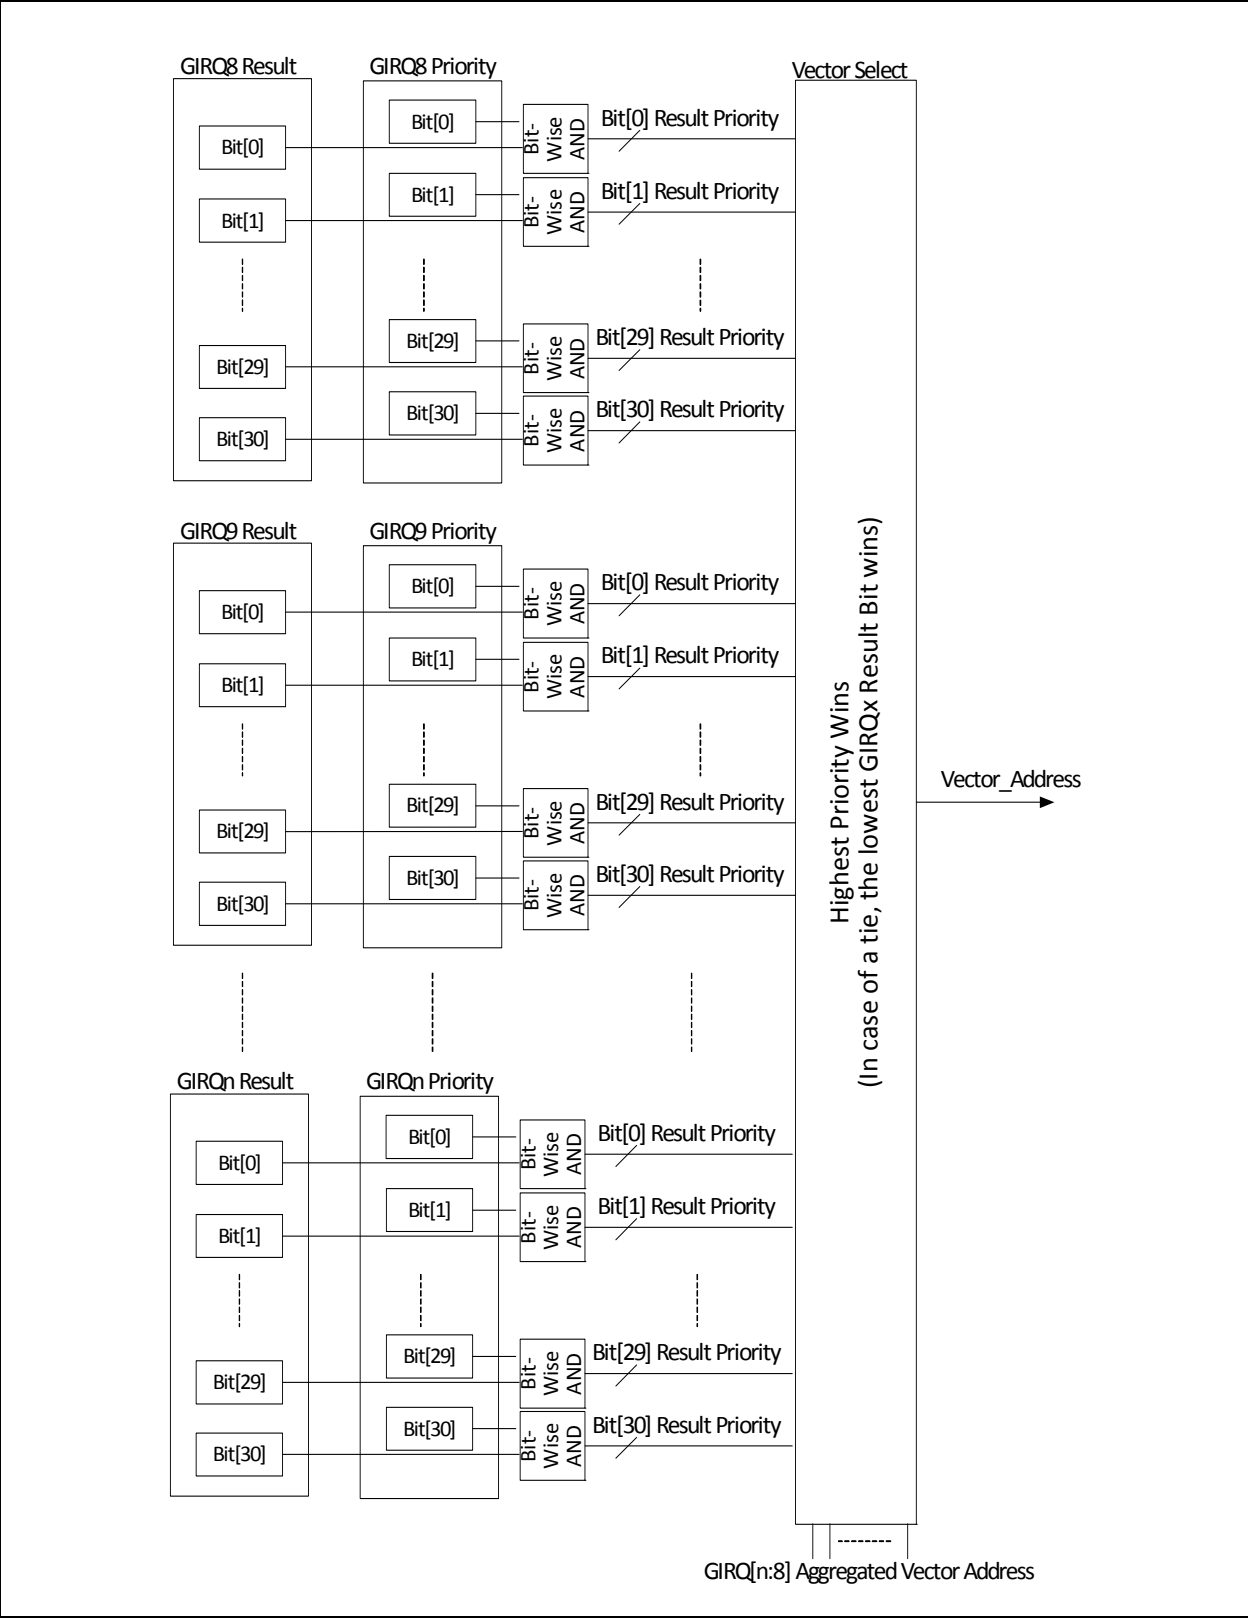 GIRQ8 Result
GIRQ8 Priority
Vector Select
Bit[0]
Bit[0]
Bit-
Wise
AND
Bit[0] Result Priority
Bit[1]
Bit[1]
Bit-
Wise
AND
Bit[1] Result Priority
Bit[29]
Bit[29]
Bit-
Wise
AND
Bit[29] Result Priority
Bit[30]
Bit[30]
Bit-
Wise
AND
Bit[30] Result Priority
GIRQ9 Result
GIRQ9 Priority
Bit[0]
Bit[0]
Bit-
Wise
AND
Bit[0] Result Priority
Bit[1]
Bit[1]
Bit-
Wise
AND
Bit[1] Result Priority
Bit[29]
Bit[29]
Bit-
Wise
AND
Bit[29] Result Priority
Bit[30]
Bit[30]
Bit-
Wise
AND
Bit[30] Result Priority
Highest Priority Wins
(In case of a tie, the lowest GIRQx Result Bit wins)
Vector_Address
GIRQn Result
GIRQn Priority
Bit[0]
Bit[0]
Bit-
Wise
AND
Bit[0] Result Priority
Bit[1]
Bit[1]
Bit-
Wise
AND
Bit[1] Result Priority
Bit[29]
Bit[29]
Bit-
Wise
AND
Bit[29] Result Priority
Bit[30]
Bit[30]
Bit-
Wise
AND
Bit[30] Result Priority
GIRQ[n:8] Aggregated Vector Address